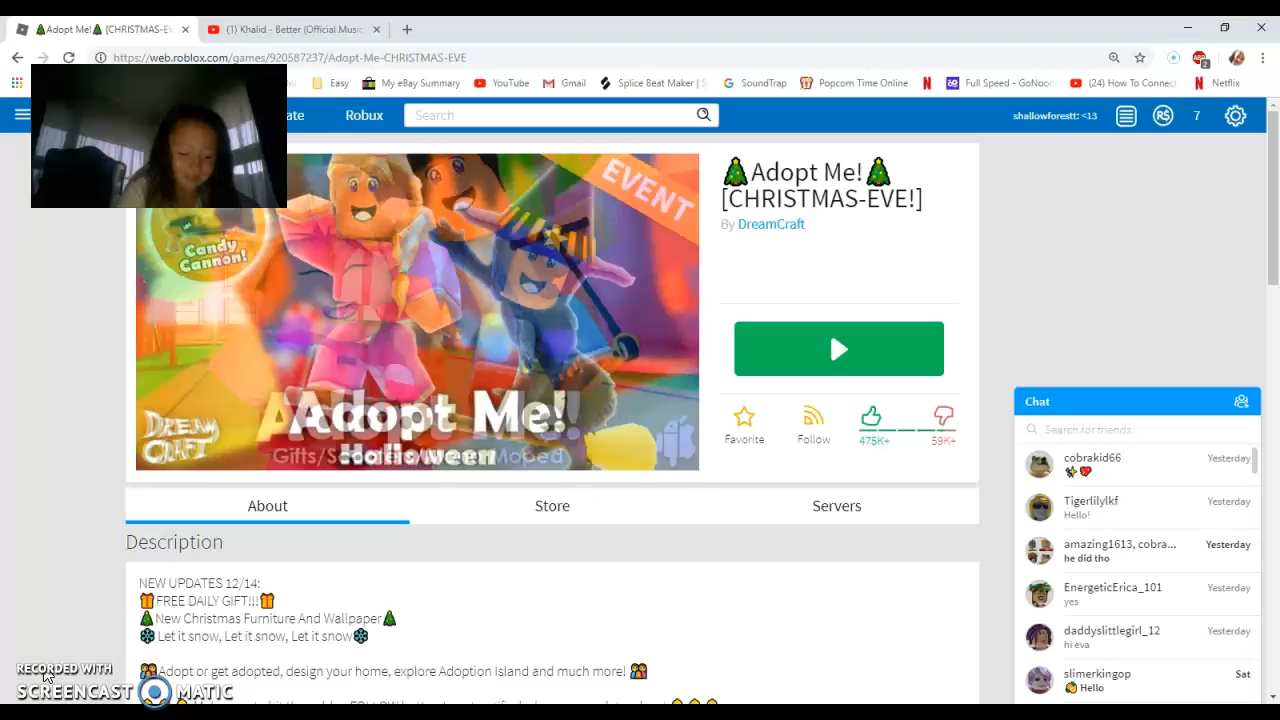 🎄Adopt Me!🎄 [CHRISTMAS-EV
(1) Khalid - Better (Official Music
https://web.roblox.com/games/920587237/Adopt-Me-CHRISTMAS-EVE
Easy
My eBay Summary
YouTube
Gmail
Splice Beat Maker | S
SoundTrap
Popcorn Time Online
Full Speed - GoNood
(24) How To Connect
Netflix
ate
Robux
Search
shallowforestt: <13
7
EVENT
Candy
Cannon!
Adopt Me!
Halloween
DREAM
CRAFT
🎄Adopt Me!🎄
[CHRISTMAS-EVE!]
By DreamCraft
Favorite
Follow
475K+
59K+
About
Store
Servers
Description
NEW UPDATES 12/14:
🎁FREE DAILY GIFT!!!🎁
🎄New Christmas Furniture And Wallpaper🎄
❄Let it snow, Let it snow, Let it snow❄
👪Adopt or get adopted, design your home, explore Adoption Island and much more! 👪
Chat
Search for friends
cobrakid66
Yesterday
✨💖
Tigerlilylkf
Yesterday
Hello!
amazing1613, cobra...
Yesterday
he did tho
EnergeticErica_101
Yesterday
yes
daddyslittlegirl_12
Yesterday
hi eva
slimerkingop
Sat
👋 Hello
RECORDED WITH
SCREENCAST MATIC